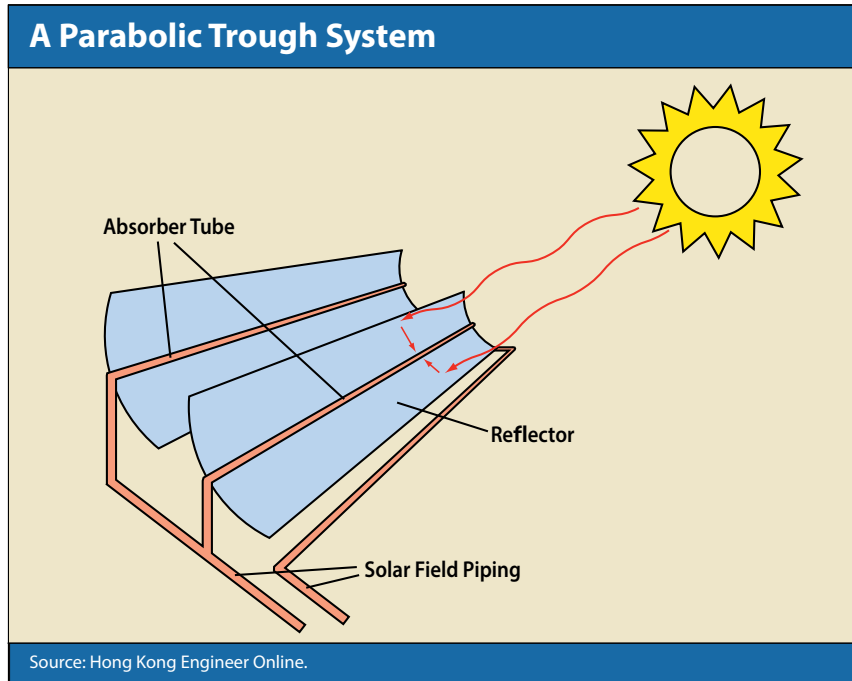 A Parabolic Trough System
Absorber Tube
Reflector
Solar Field Piping
Source: Hong Kong Engineer Online.